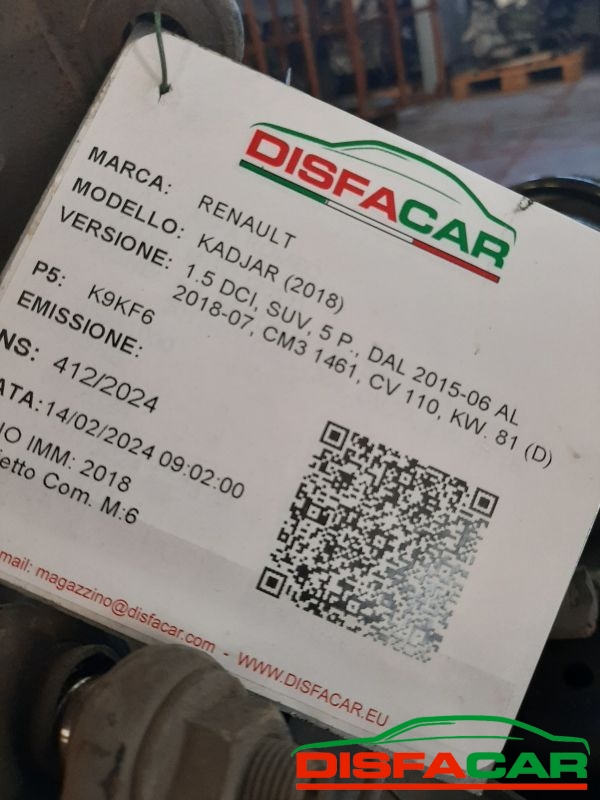 DISFACAR
MARCA: RENAULT
MODELLO: KADJAR (2018)
VERSIONE: 1.5 DCI, SUV, 5 P., DAL 2015-06 AL
2018-07, CM3 1461, CV 110, KW. 81 (D)
P5: K9KF6
EMISSIONE:
NS: 412/2024
ATA:14/02/2024 09:02:00
NO IMM: 2018
etto Com. M:6
mail: magazzino@disfacar.com - WWW.DISFACAR.EU
DISFACAR